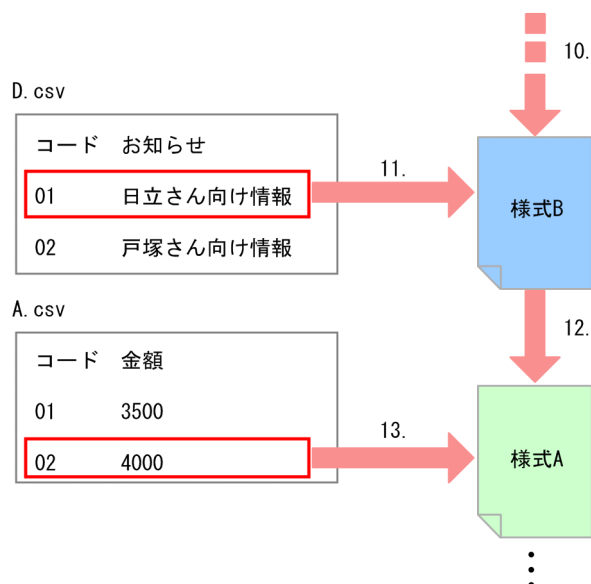 10.
D.csv
コード お知らせ
11.
01 日立さん向け情報
様式B
02 戸塚さん向け情報
A.csv
12.
コード 金額
01 3500
13.
02 4000
様式A